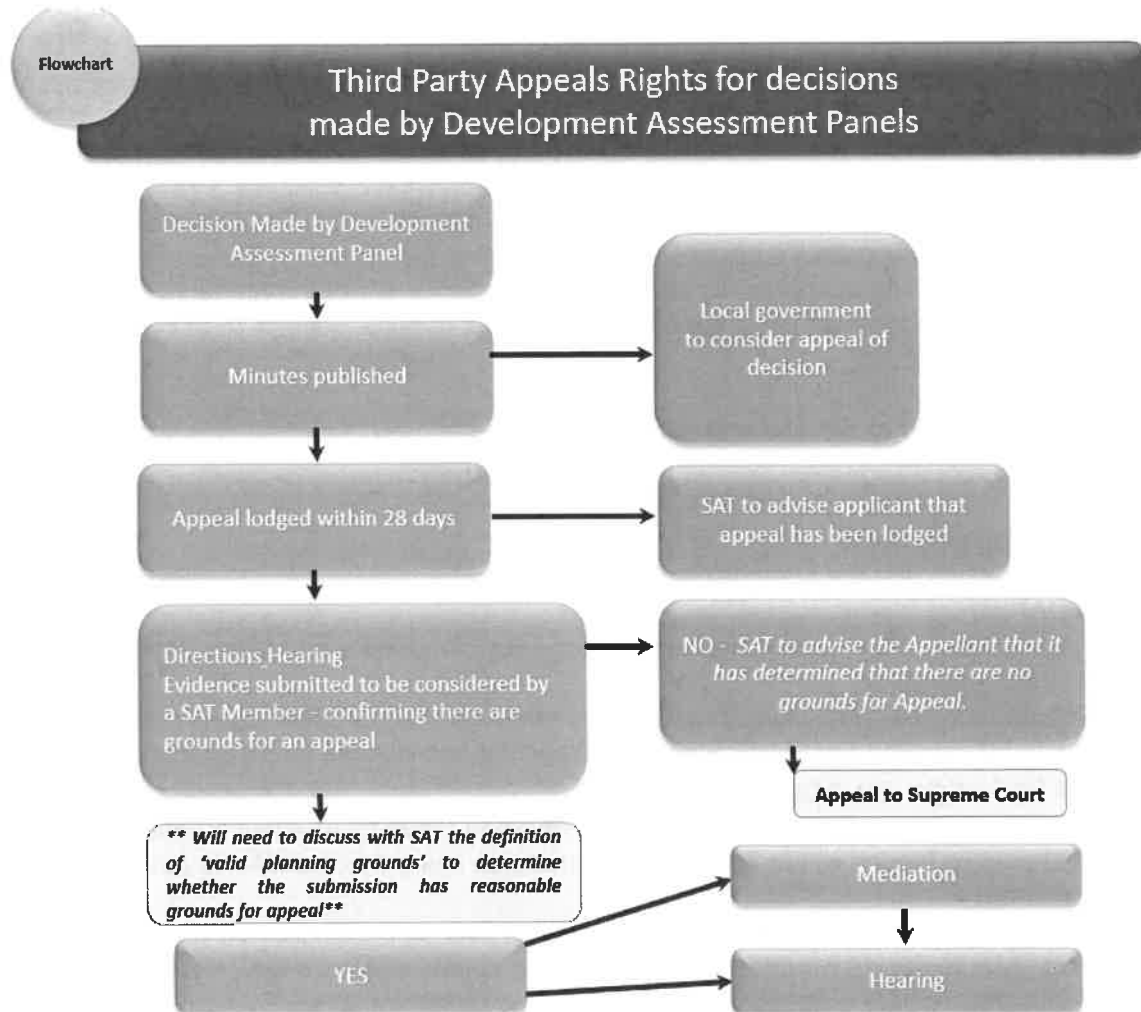 Flowchart
Third Party Appeals Rights for decisions
made by Development Assessment Panels
Decision Made by Development
Assessment Panel
Local government
to consider appeal of
decision
Minutes published
Appeal lodged within 28 days
SAT to advise applicant that
appeal has been lodged
Directions Hearing
Evidence submitted to be considered by
a SAT Member - confirming there are
grounds for an appeal
NO - SAT to advise the Appellant that it
has determined that there are no
grounds for Appeal.
Appeal to Supreme Court
** Will need to discuss with SAT the definition
of 'valid planning grounds' to determine
whether the submission has reasonable
grounds for appeal**
Mediation
YES
Hearing